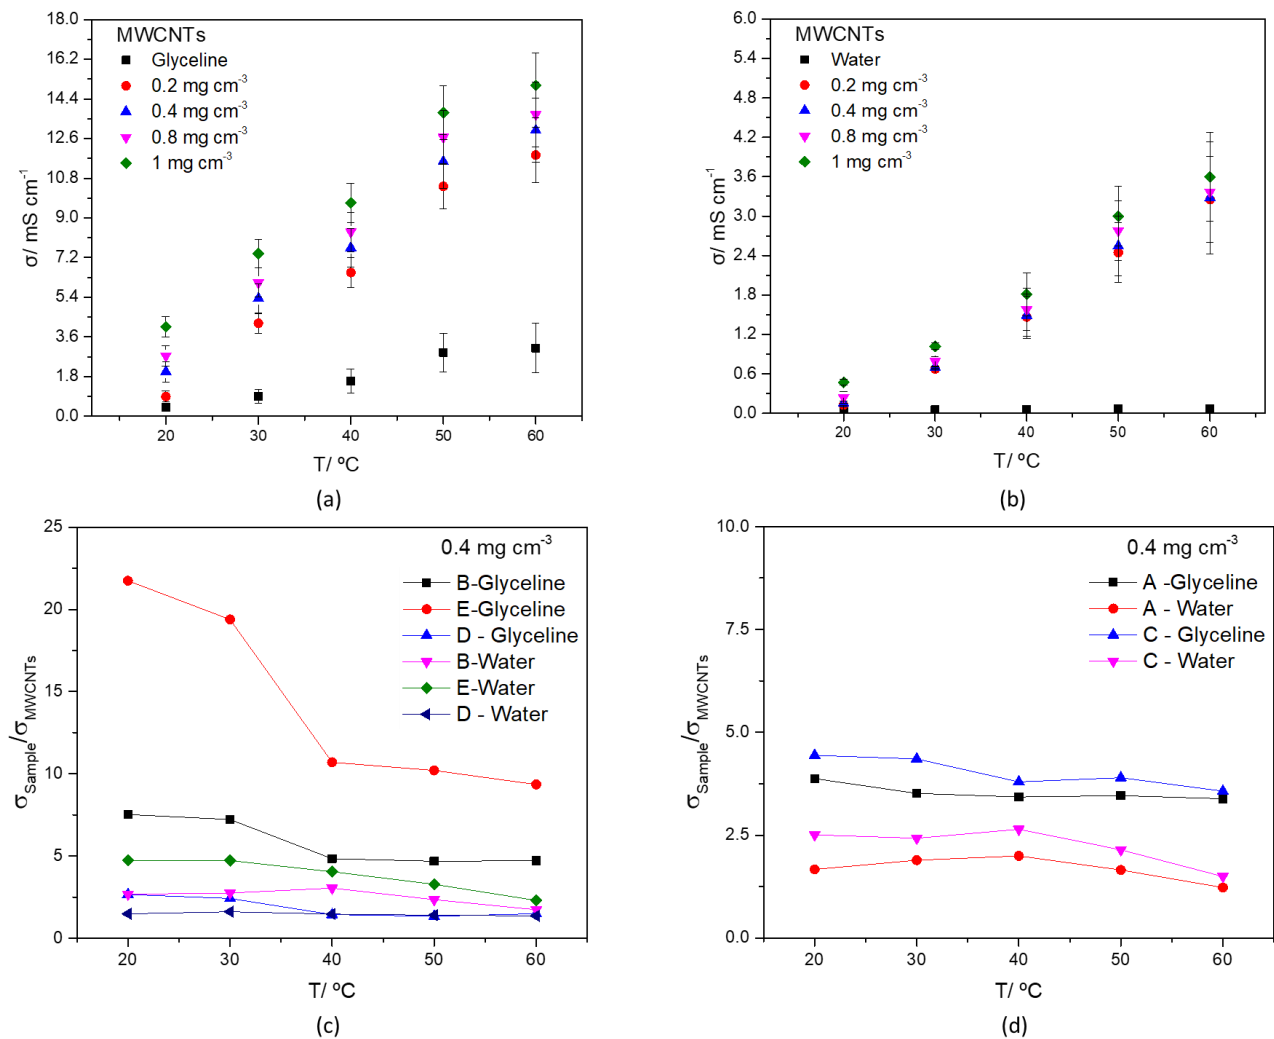 MWCNTs
Glyceline
0.2 mg cm-3
0.4 mg cm-3
0.8 mg cm-3
1 mg cm-3
18.0
16.2
14.4
12.6
10.8
9.0
7.2
5.4
3.6
1.8
0.0
σ/ mS cm-1
20 30 40 50 60
T/ ºC
(a)
MWCNTs
Water
0.2 mg cm-3
0.4 mg cm-3
0.8 mg cm-3
1 mg cm-3
6.0
5.4
4.8
4.2
3.6
3.0
2.4
1.8
1.2
0.6
0.0
σ/ mS cm-1
20 30 40 50 60
T/ ºC
(b)
0.4 mg cm-3
B-Glyceline
E-Glyceline
D - Glyceline
B-Water
E-Water
D - Water
25
20
15
10
5
0
σSample/σMWCNTs
20 30 40 50 60
T/ ºC
(c)
0.4 mg cm-3
A -Glyceline
A - Water
C - Glyceline
C - Water
10.0
7.5
5.0
2.5
0.0
σSample/σMWCNTs
20 30 40 50 60
T/ ºC
(d)